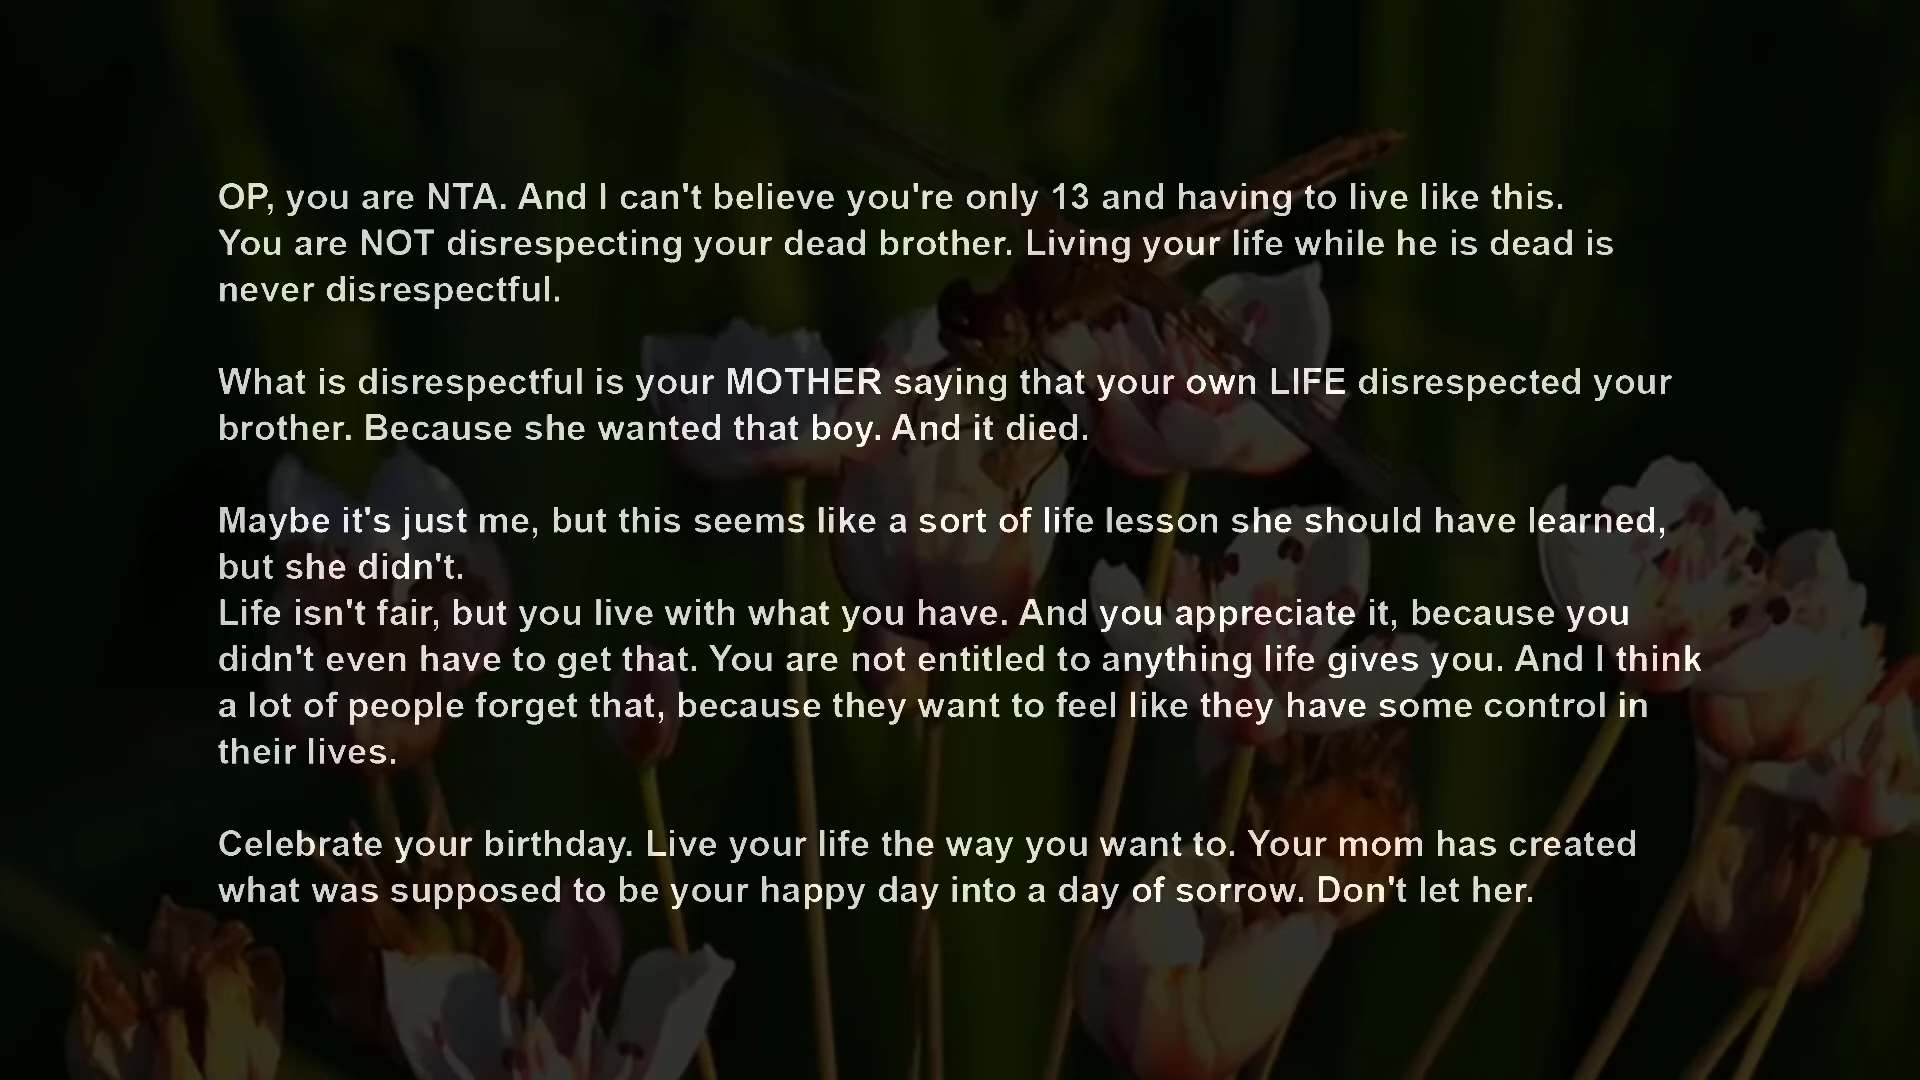 OP, you are NTA. And I can't believe you're only 13 and having to live like this.
You are NOT disrespecting your dead brother. Living your life while he is dead is
never disrespectful.
What is disrespectful is your MOTHER saying that your own LIFE disrespected your
brother. Because she wanted that boy. And it died.
Maybe it's just me, but this seems like a sort of life lesson she should have learned,
but she didn't.
Life isn't fair, but you live with what you have. And you appreciate it, because you
didn't even have to get that. You are not entitled to anything life gives you. And I think
a lot of people forget that, because they want to feel like they have some control in
their lives.
Celebrate your birthday. Live your life the way you want to. Your mom has created
what was supposed to be your happy day into a day of sorrow. Don't let her.